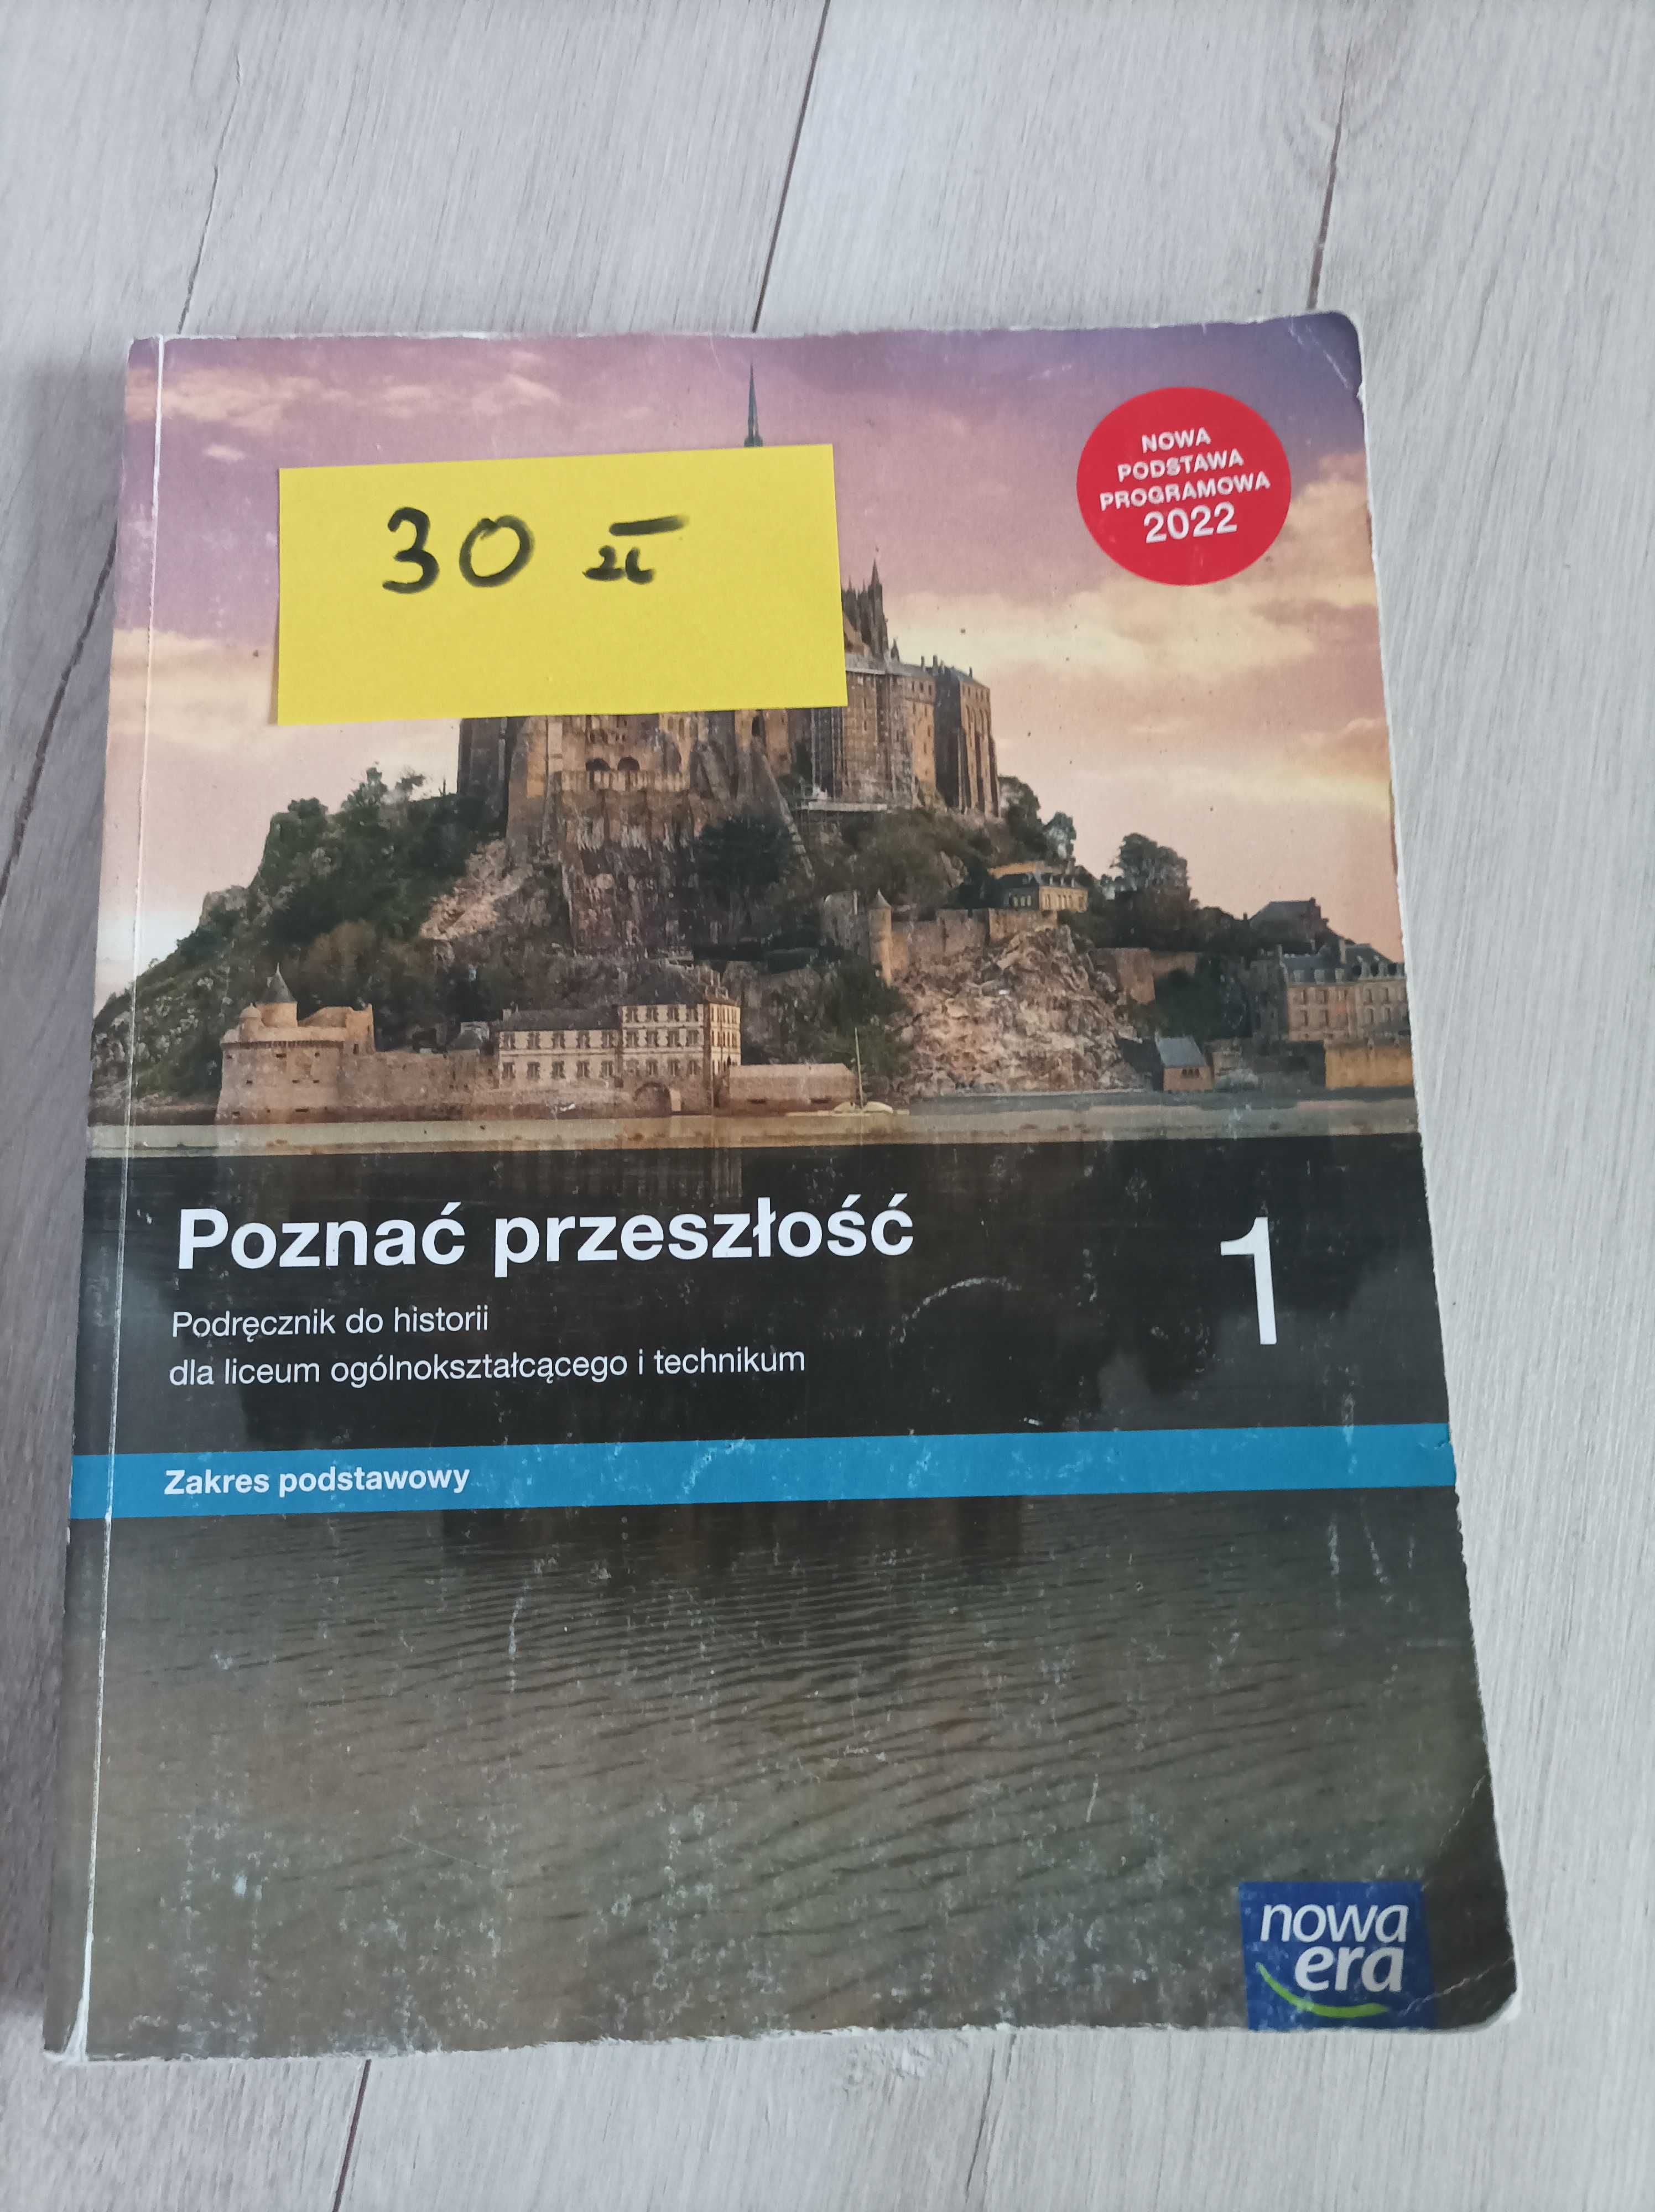 30 zł
NOWA
PODSTAWA
PROGRAMOWA
2022
Poznać przeszłość
1
Podręcznik do historii
dla liceum ogólnokształcącego i technikum
Zakres podstawowy
nowa
era